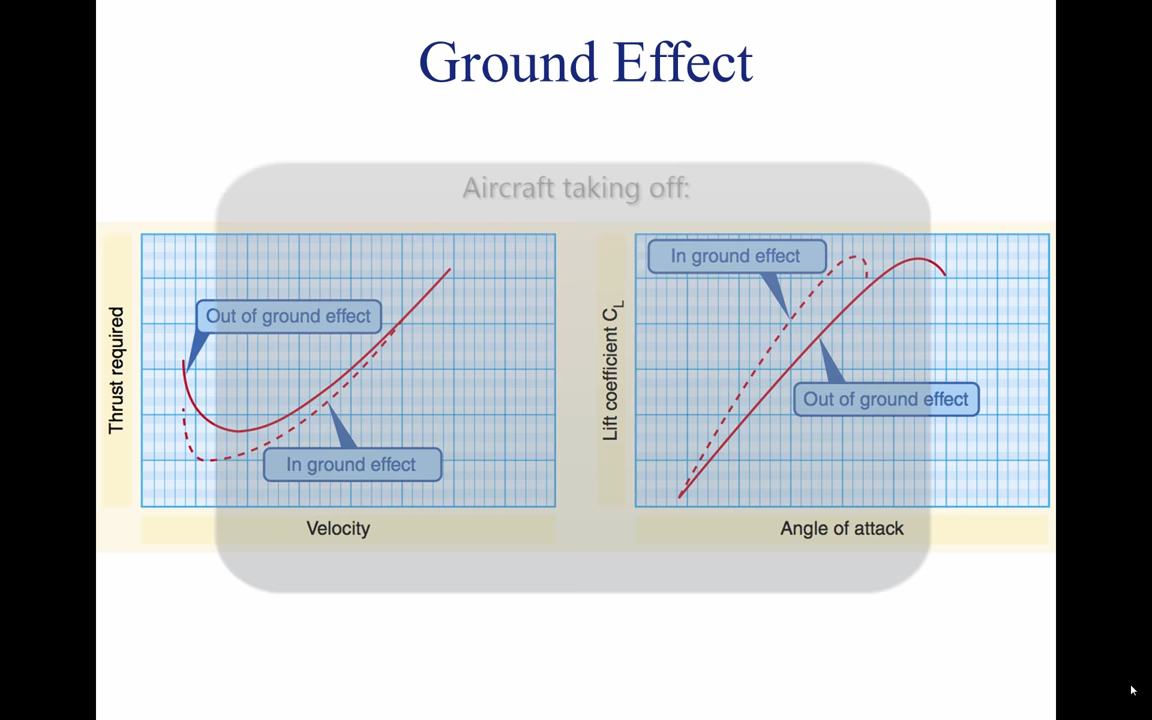 Ground Effect
Aircraft taking off:
Thrust required
Out of ground effect
In ground effect
Velocity
Lift coefficient CL
In ground effect
Out of ground effect
Angle of attack